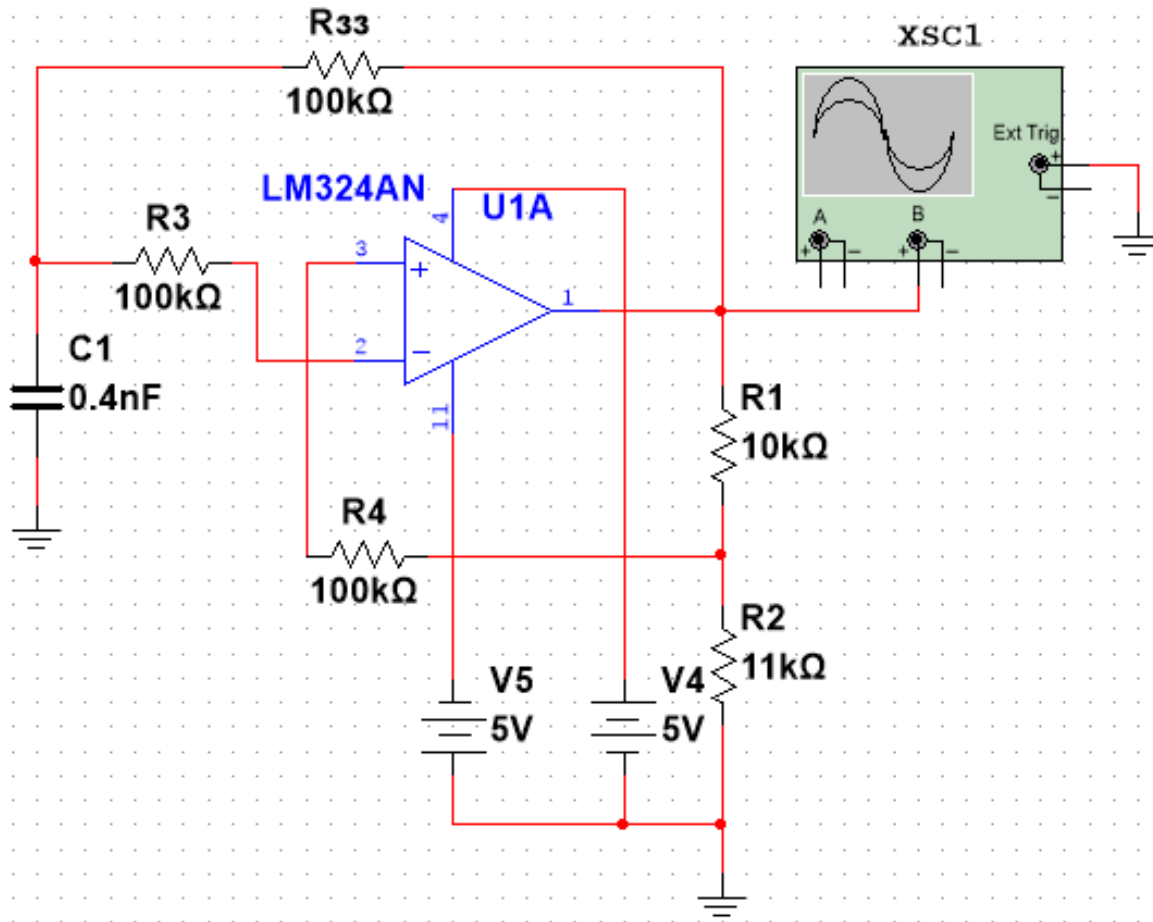 R33
100kΩ
XSC1
Ext Trig
+
−
A
B
+ −
+ −
LM324AN
U1A
4
3
+
2
−
1
11
R3
100kΩ
C1
0.4nF
R1
10kΩ
R4
100kΩ
R2
11kΩ
V5
5V
V4
5V